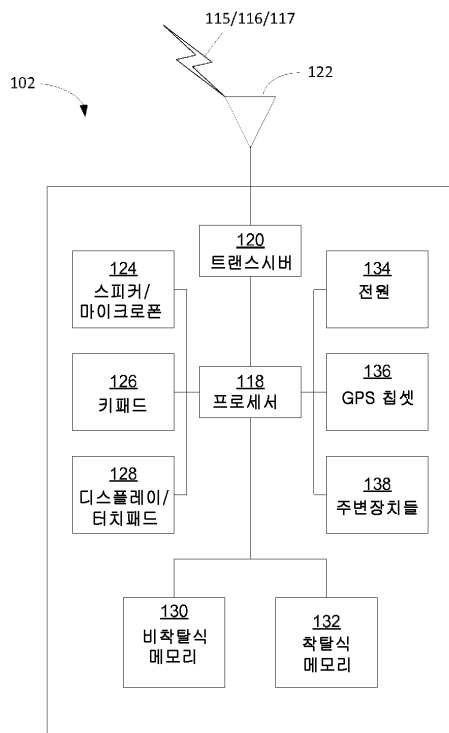 115/116/117
122
102
120
트랜스시버
124
스피커/
마이크로폰
134
전원
126
키패드
118
프로세서
136
GPS 칩셋
128
디스플레이/
터치패드
138
주변장치들
130
비착탈식
메모리
132
착탈식
메모리